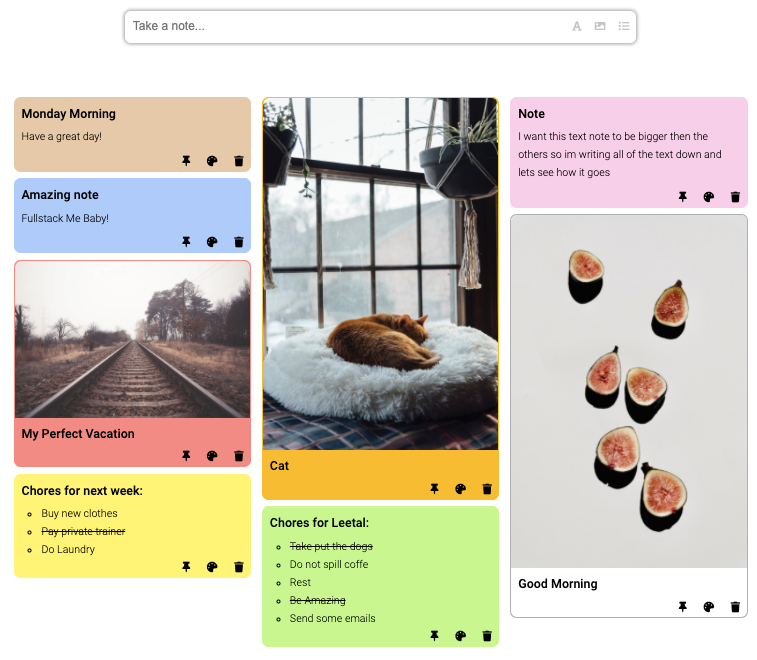 Take a note...
A
Monday Morning
Have a great day!
Amazing note
Fullstack Me Baby!
My Perfect Vacation
Chores for next week:
Buy new clothes
Pay private trainer
Do Laundry
Cat
Chores for Leetal:
Take put the dogs
Do not spill coffe
Rest
Be Amazing
Send some emails
Note
I want this text note to be bigger then the
others so im writing all of the text down and
lets see how it goes
Good Morning